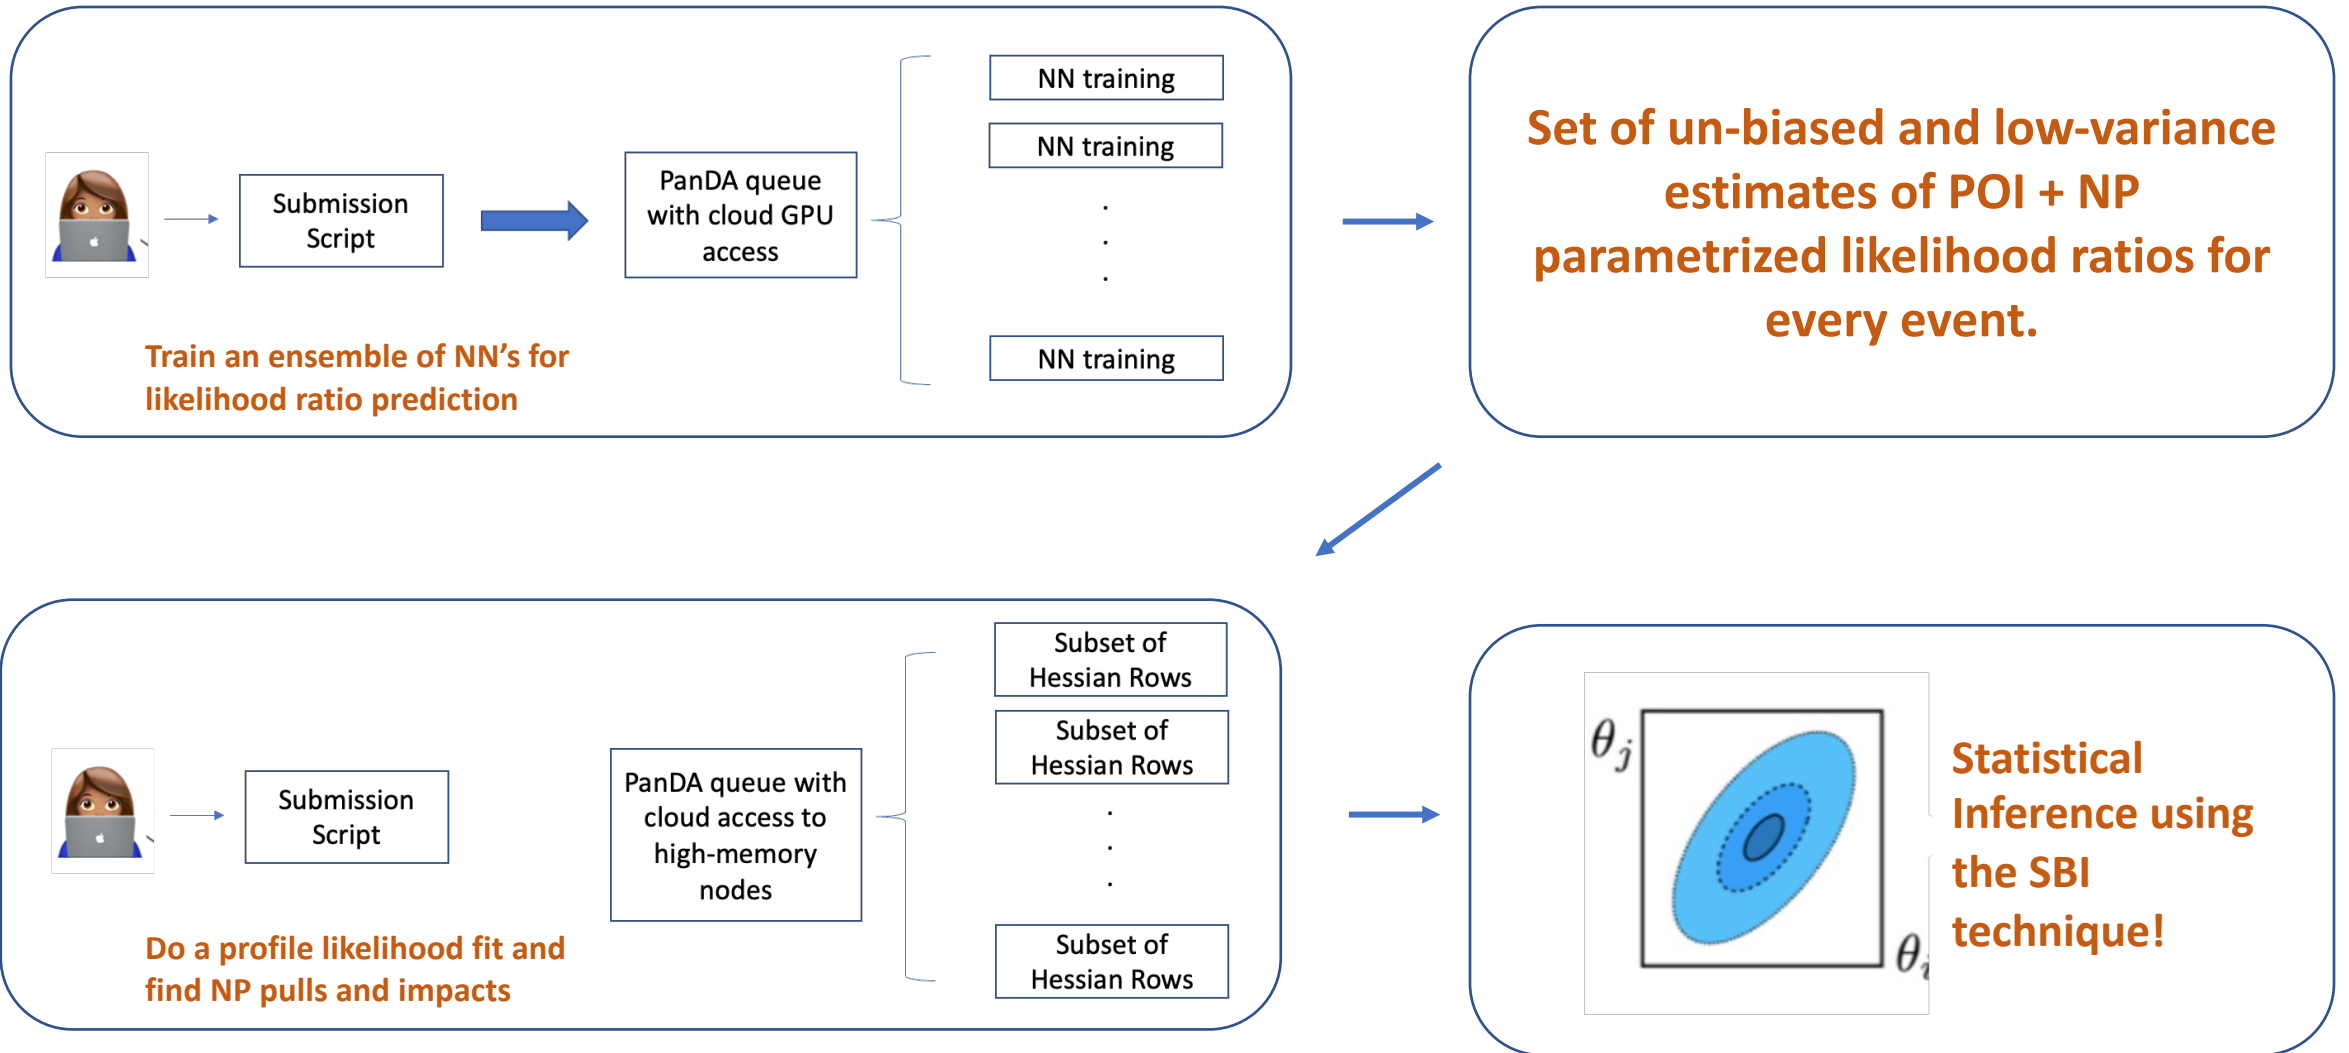 Submission
Script
PanDA queue
with cloud GPU
access
NN training
NN training
.
.
.
NN training
Train an ensemble of NN’s for
likelihood ratio prediction
Set of un-biased and low-variance
estimates of POI + NP
parametrized likelihood ratios for
every event.
Submission
Script
PanDA queue with
cloud access to
high-memory
nodes
Subset of
Hessian Rows
Subset of
Hessian Rows
.
.
.
Subset of
Hessian Rows
Do a profile likelihood fit and
find NP pulls and impacts
θj
θi
Statistical
Inference using
the SBI
technique!